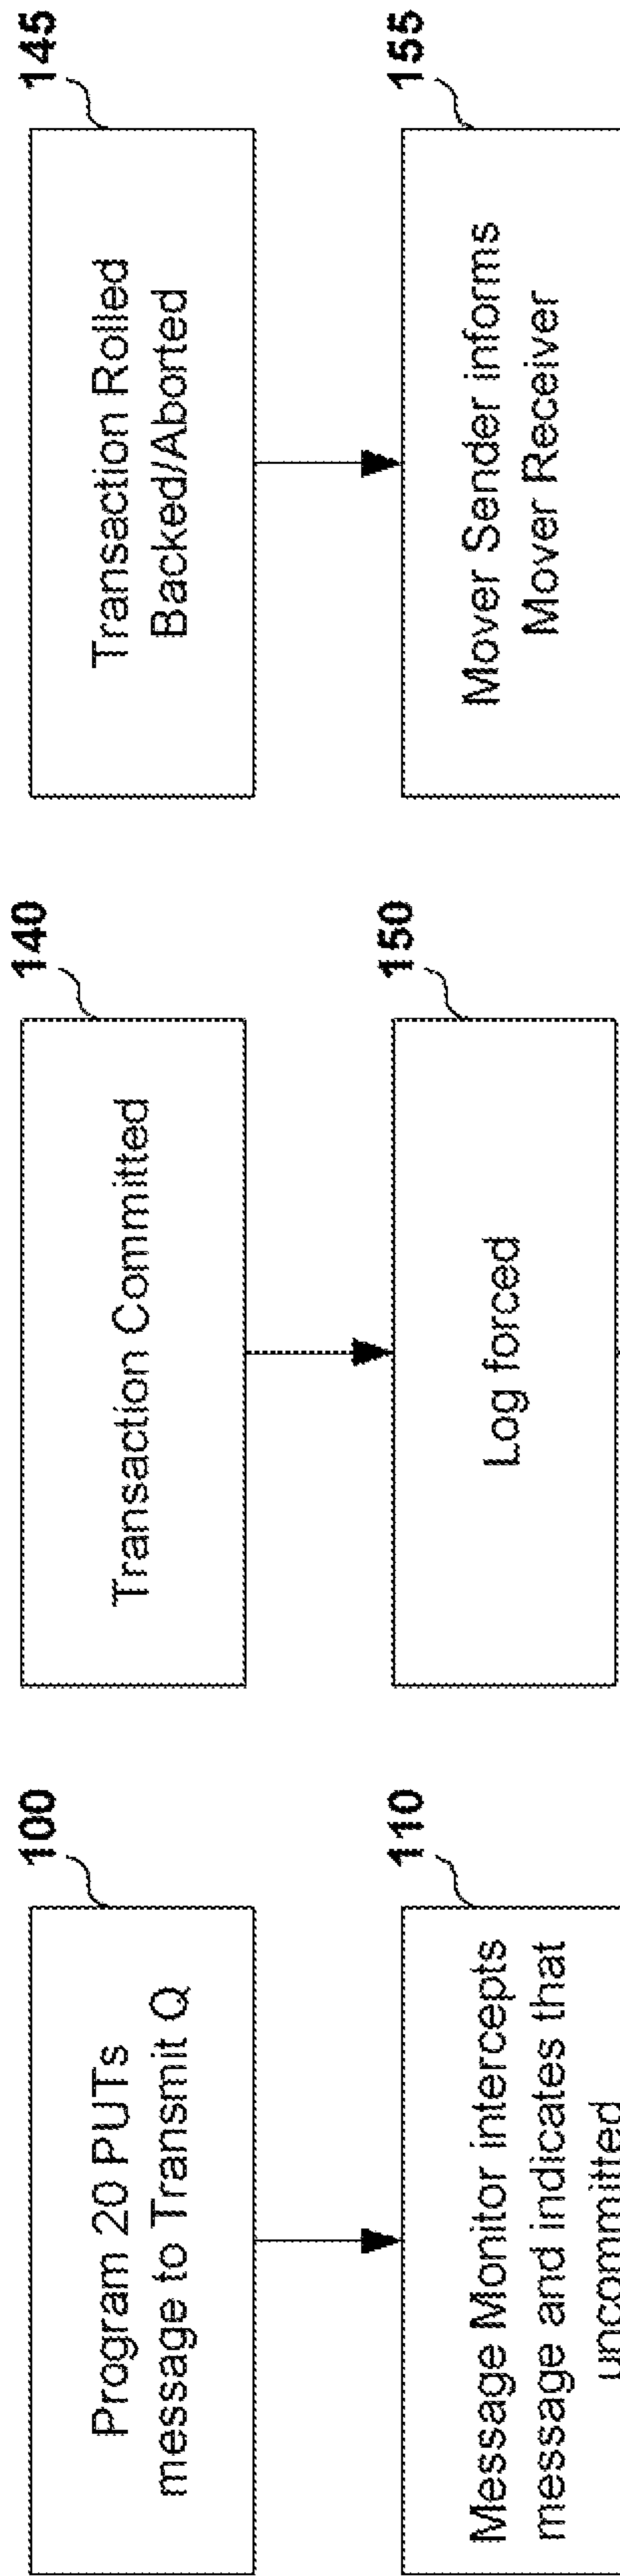 100
Program 20 PUTs
message to Transmit Q
110
Message Monitor intercepts
message and indicates that
uncommitted
140
Transaction Committed
150
Log forced
145
Transaction Rolled
Backed/Aborted
155
Mover Sender informs
Mover Receiver